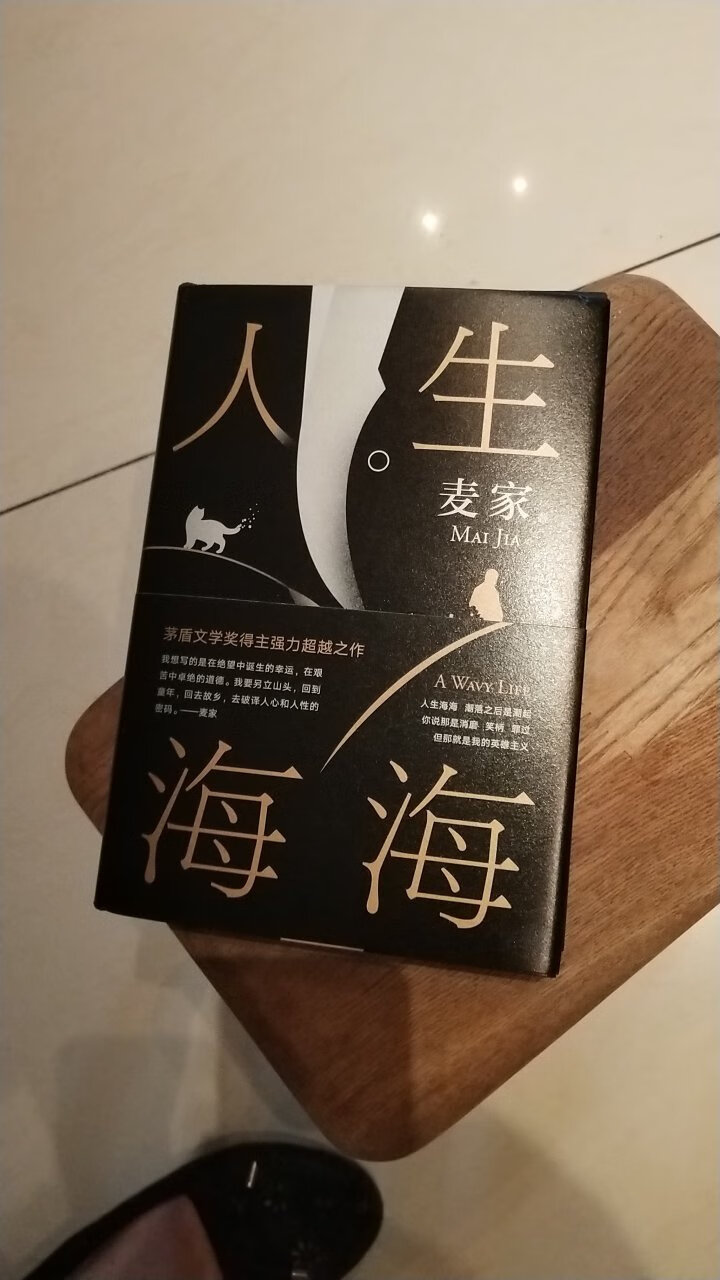 人生
麦家
MAI JIA
茅盾文学奖得主强力超越之作
我想写的是在绝望中诞生的幸运，在艰
苦中卓绝的道德。我要另立山头，回到
童年，回去故乡，去破译人心和人性的
密码。——麦家
A WAVY LIFE
人生海海 潮落之后是潮起
你说那是消磨 笑柄 罪过
但那就是我的英雄主义
海海